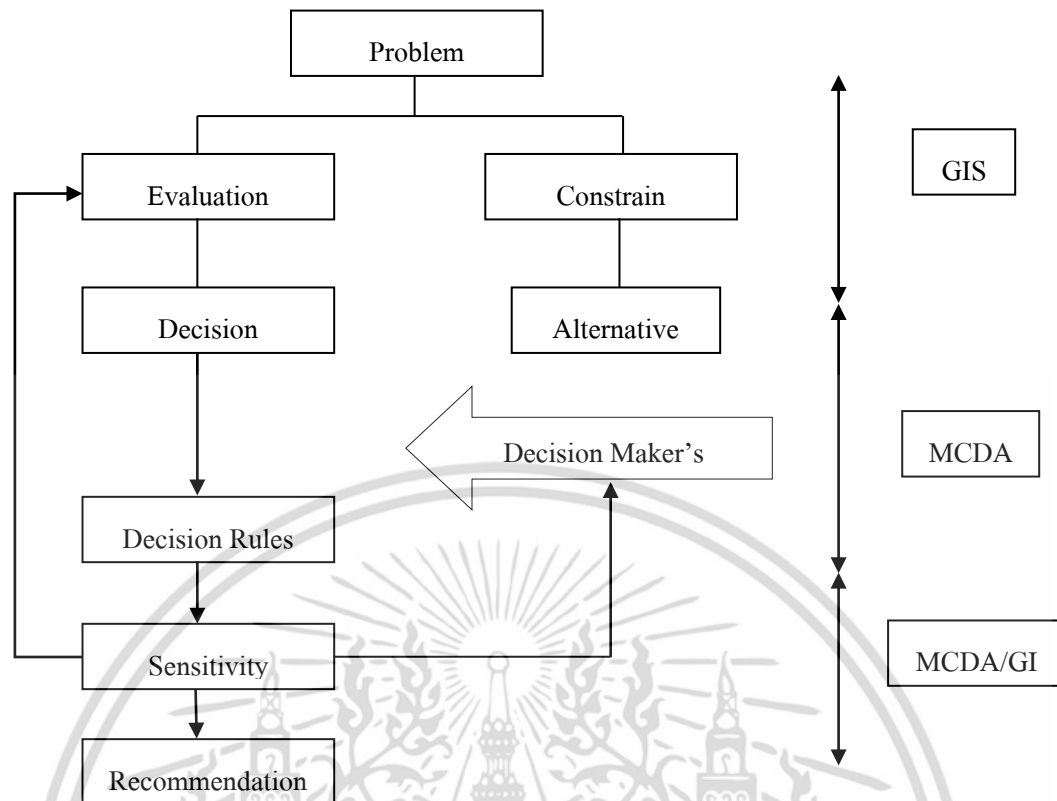 Problem
GIS
Evaluation
Constrain
Decision
Alternative
Decision Maker's
MCDA
Decision Rules
Sensitivity
MCDA/GI
Recommendation